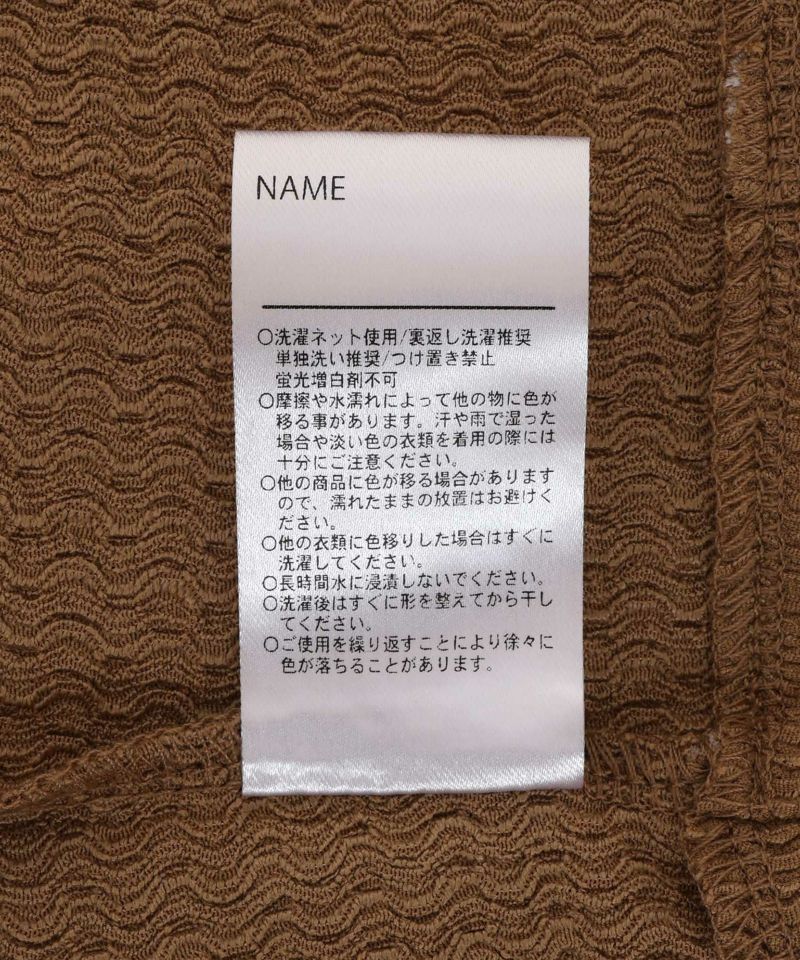 NAME
〇洗濯ネット使用/裏返し洗濯推奨
単独洗い推奨/つけ置き禁止
蛍光増白剤不可
〇摩擦や水濡れによって他の物に色が
移る事があります。汗や雨で湿った
場合や淡い色の衣類を着用の際には
十分にご注意ください。
〇他の商品に色が移る場合があります
ので、濡れたままの放置はお避けく
ださい。
〇他の衣類に色移りした場合はすぐに
洗濯してください。
〇長時間水に浸漬しないでください。
〇洗濯後はすぐに形を整えてから干し
てください。
〇ご使用を繰り返すことにより徐々に
色が落ちることがあります。